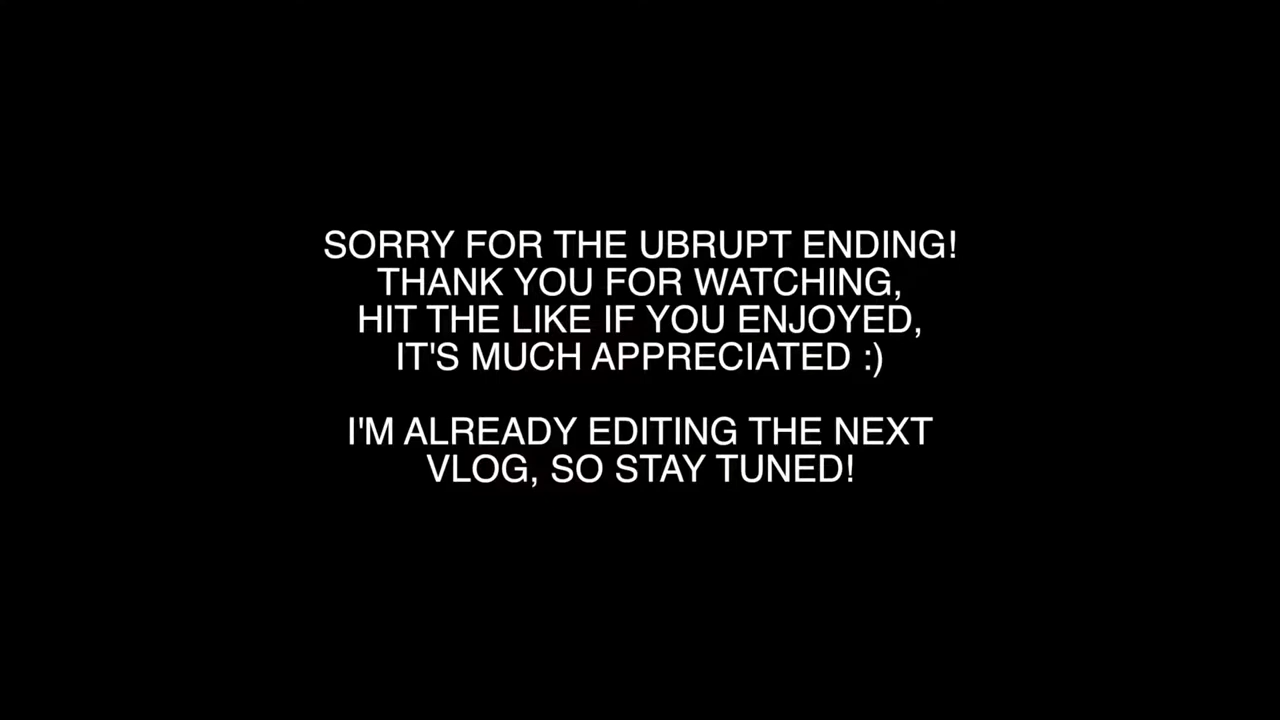 SORRY FOR THE UBRUPT ENDING!
THANK YOU FOR WATCHING,
HIT THE LIKE IF YOU ENJOYED,
IT'S MUCH APPRECIATED :)
I'M ALREADY EDITING THE NEXT
VLOG, SO STAY TUNED!